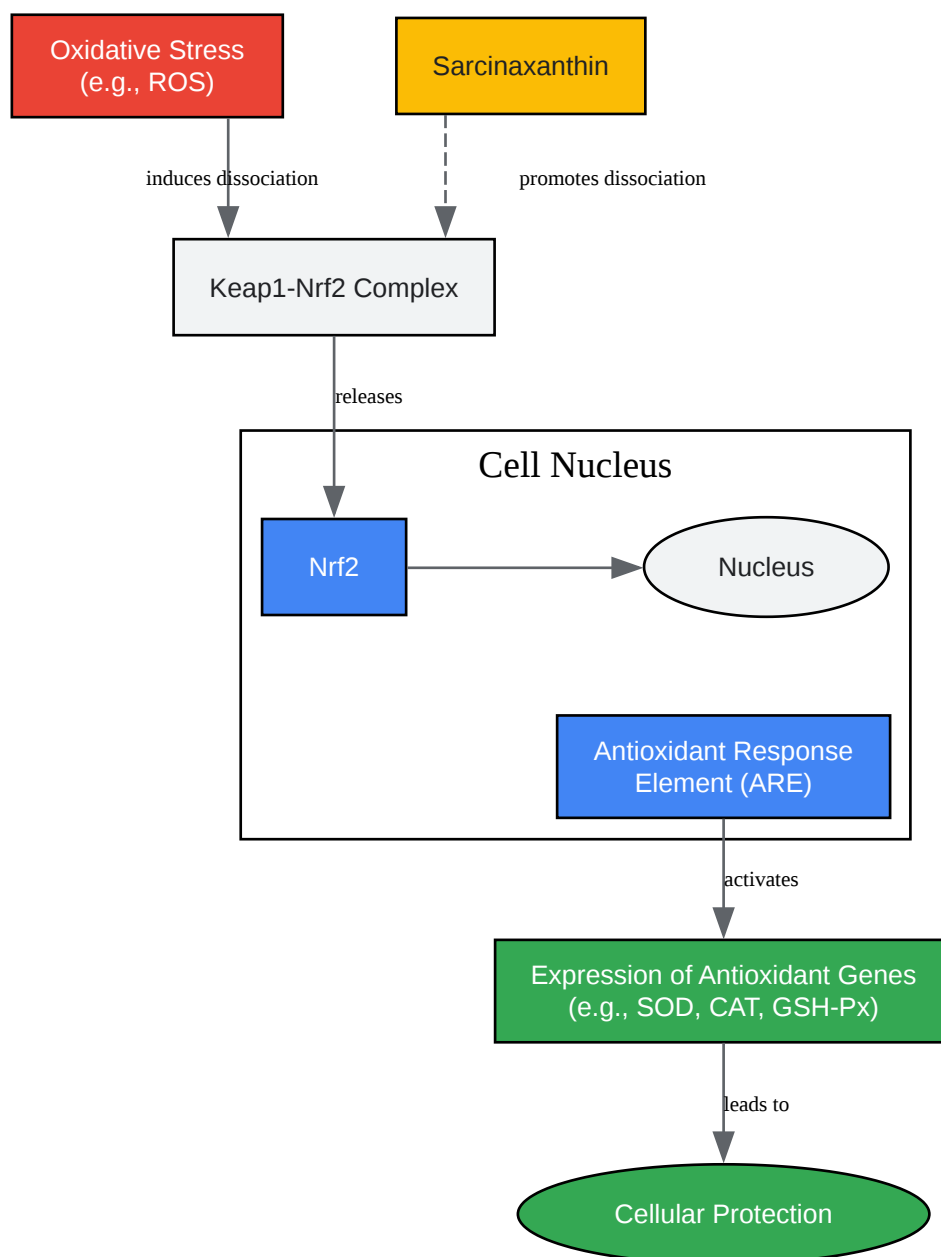 Oxidative Stress
(e.g., ROS)
Sarcinaxanthin
induces dissociation
promotes dissociation
Keap1-Nrf2 Complex
releases
Cell Nucleus
Nrf2
Nucleus
Antioxidant Response
Element (ARE)
activates
Expression of Antioxidant Genes
(e.g., SOD, CAT, GSH-Px)
leads to
Cellular Protection